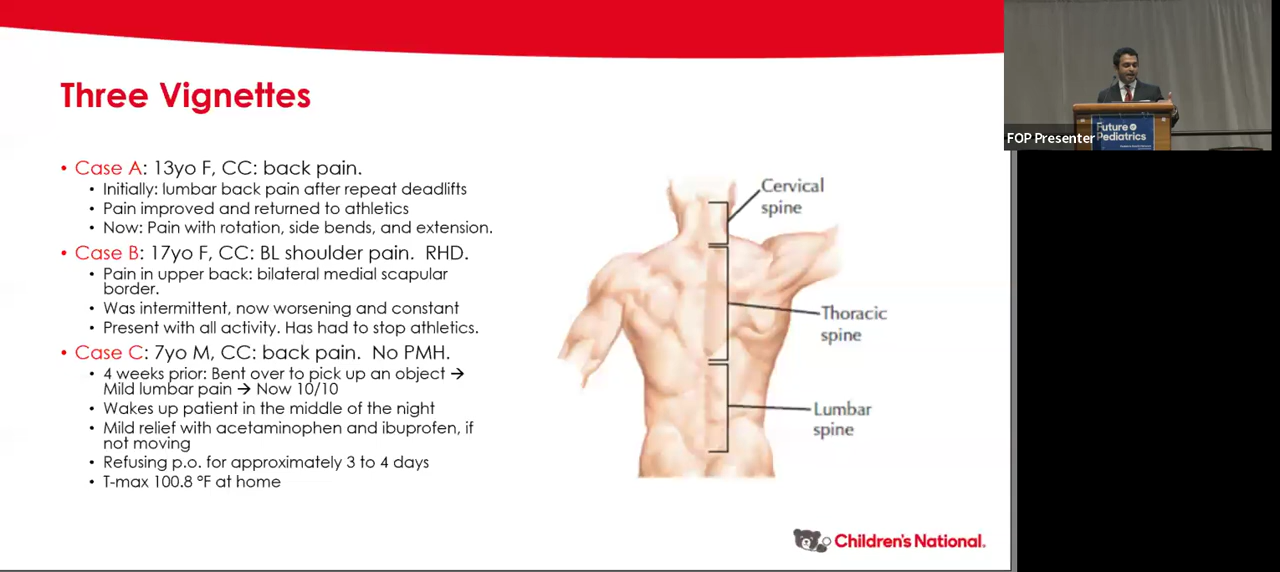 Three Vignettes
• Case A: 13yo F, CC: back pain.
• Initially: lumbar back pain after repeat deadlifts
• Pain improved and returned to athletics
• Now: Pain with rotation, side bends, and extension.
• Case B: 17yo F, CC: BL shoulder pain. RHD.
• Pain in upper back: bilateral medial scapular
border.
• Was intermittent, now worsening and constant
• Present with all activity. Has had to stop athletics.
• Case C: 7yo M, CC: back pain. No PMH.
• 4 weeks prior: Bent over to pick up an object →
Mild lumbar pain → Now 10/10
• Wakes up patient in the middle of the night
• Mild relief with acetaminophen and ibuprofen, if
not moving
• Refusing p.o. for approximately 3 to 4 days
• T-max 100.8 °F at home
Cervical
spine
Thoracic
spine
Lumbar
spine
Children's National.
Future of
Pediatrics
FOP Presenter